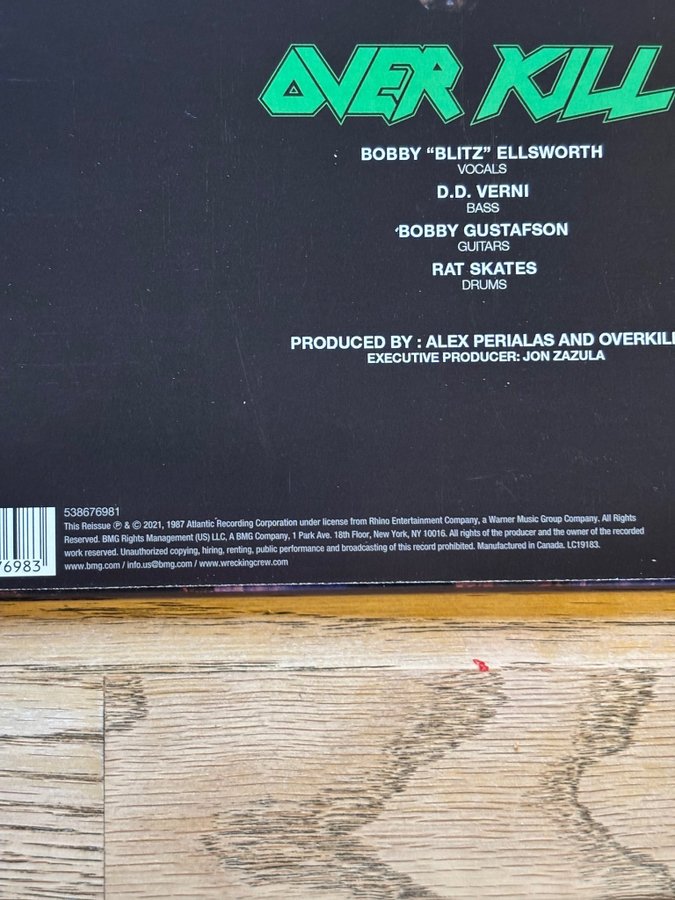 OVER KILL
BOBBY “BLITZ” ELLSWORTH
VOCALS
D.D. VERNI
BASS
BOBBY GUSTAFSON
GUITARS
RAT SKATES
DRUMS
PRODUCED BY : ALEX PERIALAS AND OVERKILL
EXECUTIVE PRODUCER: JON ZAZULA
538676981
This Reissue ℗ & © 2021, 1987 Atlantic Recording Corporation under license from Rhino Entertainment Company, a Warner Music Group Company. All Rights
Reserved. BMG Rights Management (US) LLC, A BMG Company, 1 Park Ave. 18th Floor, New York, NY 10016. All rights of the producer and the owner of the recorded
work reserved. Unauthorized copying, hiring, renting, public performance and broadcasting of this record prohibited. Manufactured in Canada. LC19183.
www.bmg.com / info.us@bmg.com / www.wreckingcrew.com
76983